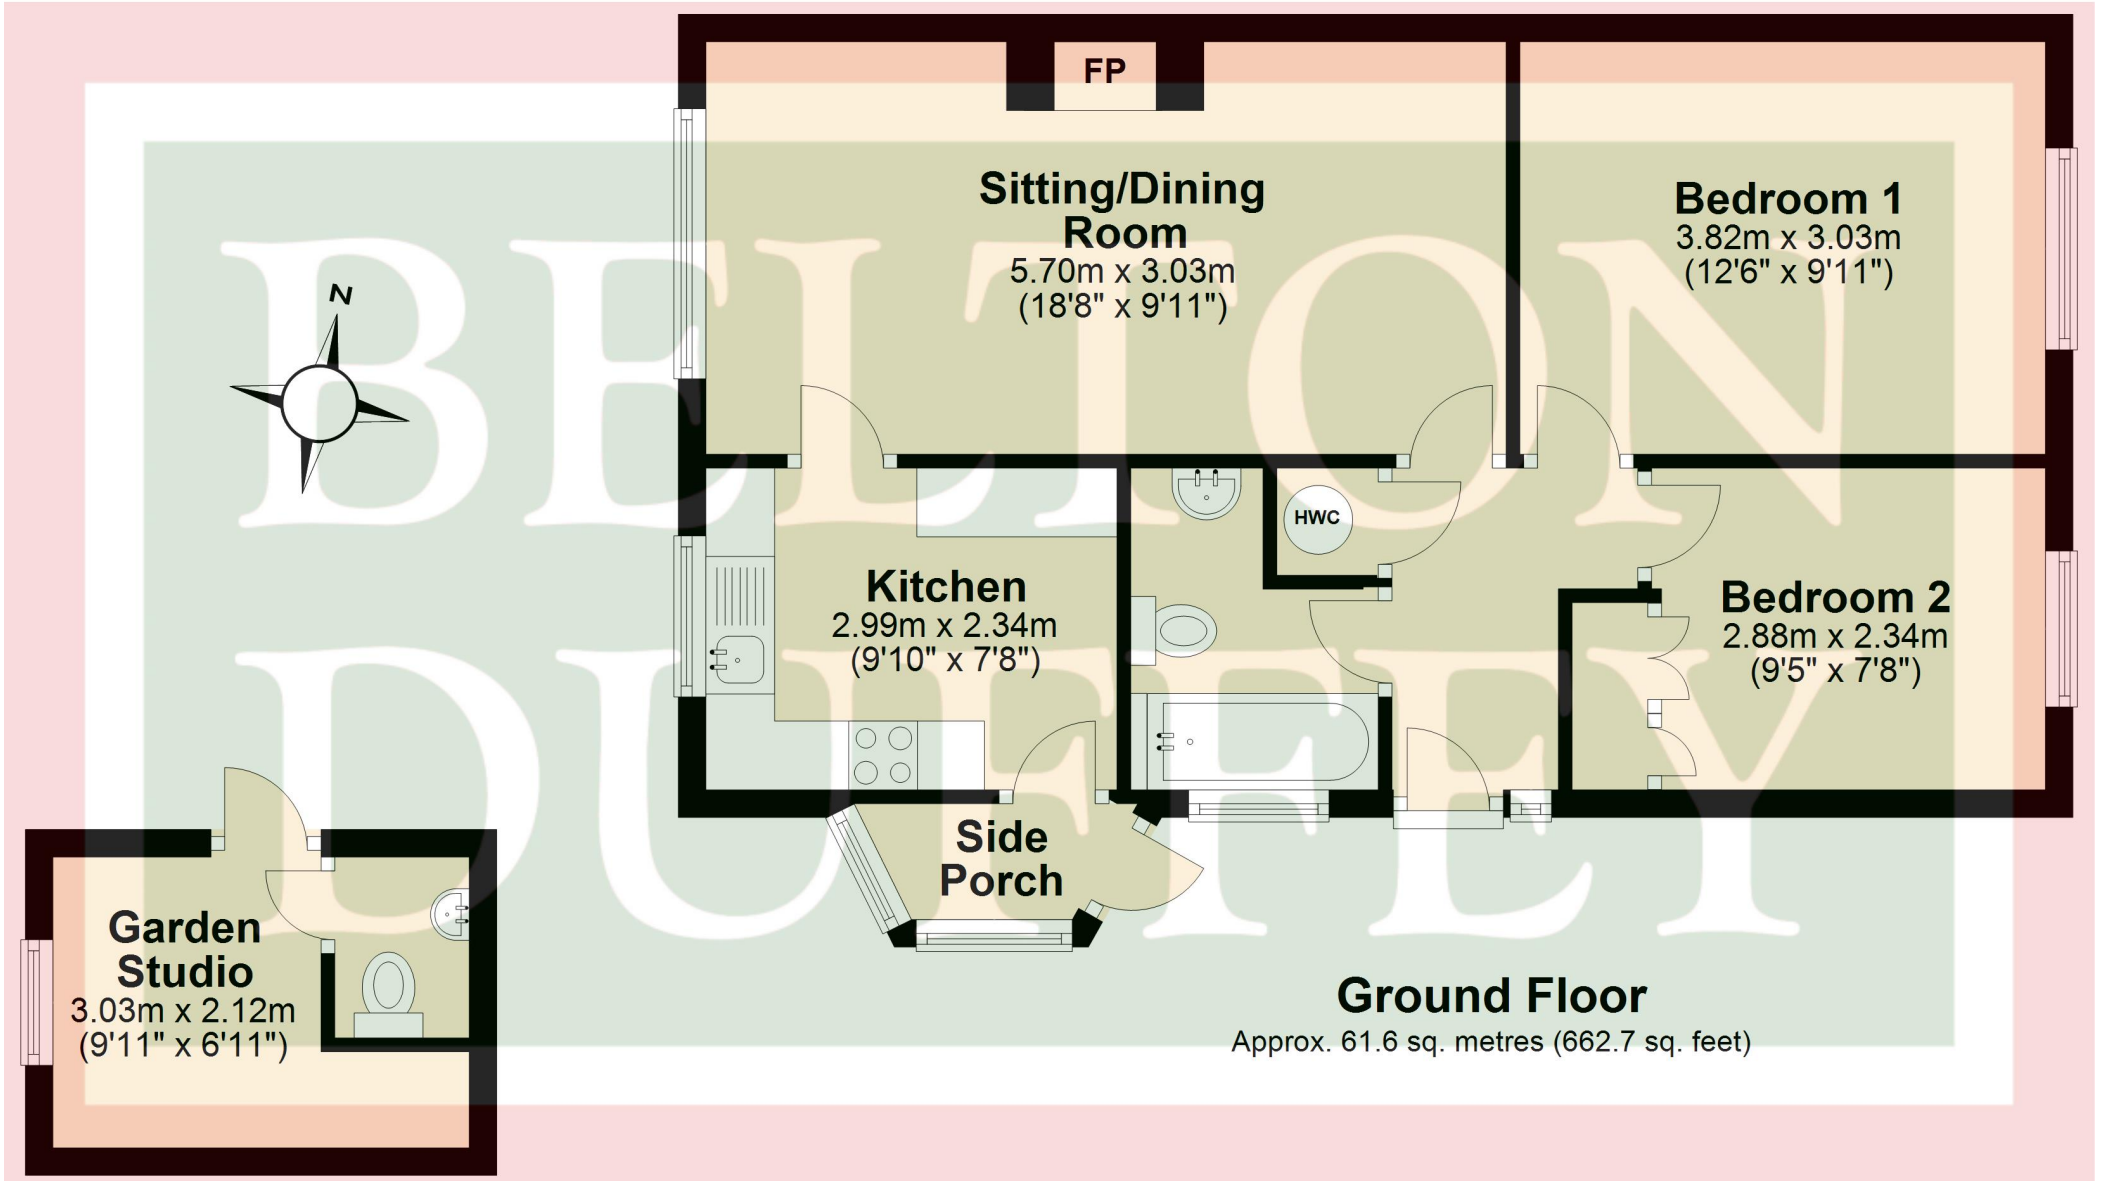 FP
Sitting/Dining
Room
5.70m x 3.03m
(18'8" x 9'11")
Bedroom 1
3.82m x 3.03m
(12'6" x 9'11")
N
HWC
Kitchen
2.99m x 2.34m
(9'10" x 7'8")
Bedroom 2
2.88m x 2.34m
(9'5" x 7'8")
Side
Porch
Garden
Studio
3.03m x 2.12m
(9'11" x 6'11")
Ground Floor
Approx. 61.6 sq. metres (662.7 sq. feet)
BELTON
DUFFEY